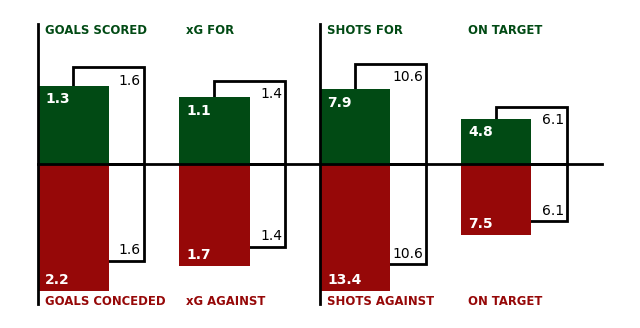 GOALS SCORED xG FOR SHOTS FOR ON TARGET
1.3 1.6 1.1 1.4 7.9 10.6 4.8 6.1
2.2 1.6 1.7 1.4 13.4 10.6 7.5 6.1
GOALS CONCEDED xG AGAINST SHOTS AGAINST ON TARGET